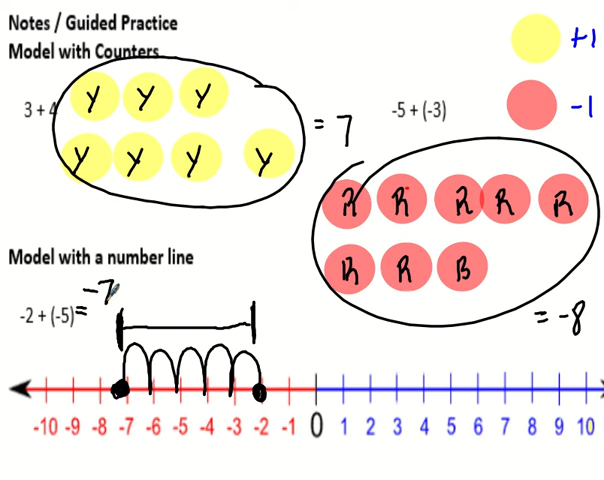 Notes / Guided Practice
Model with Counters
+1
-1
3 + 4
Y Y Y
Y Y Y Y
= 7
-5 + (-3)
R R R R R
R R R
= -8
Model with a number line
-2 + (-5) = -7
-10 -9 -8 -7 -6 -5 -4 -3 -2 -1 0 1 2 3 4 5 6 7 8 9 10